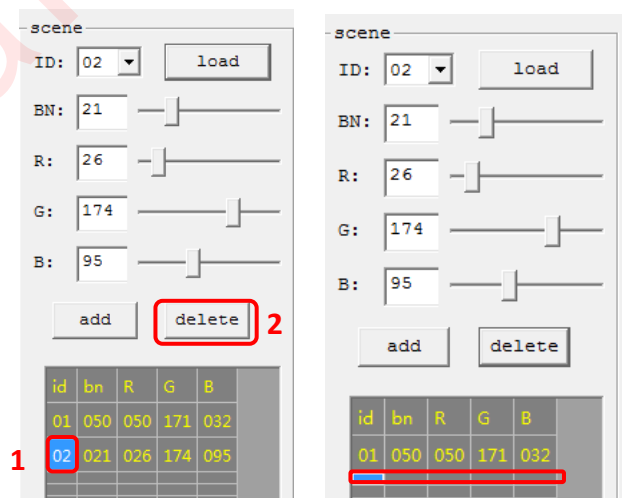 scene
ID: 02 load
BN: 21
R: 26
G: 174
B: 95
add delete 2
id bn R G B
01 050 050 171 032
1 02 021 026 174 095
scene
ID: 02 load
BN: 21
R: 26
G: 174
B: 95
add delete
id bn R G B
01 050 050 171 032